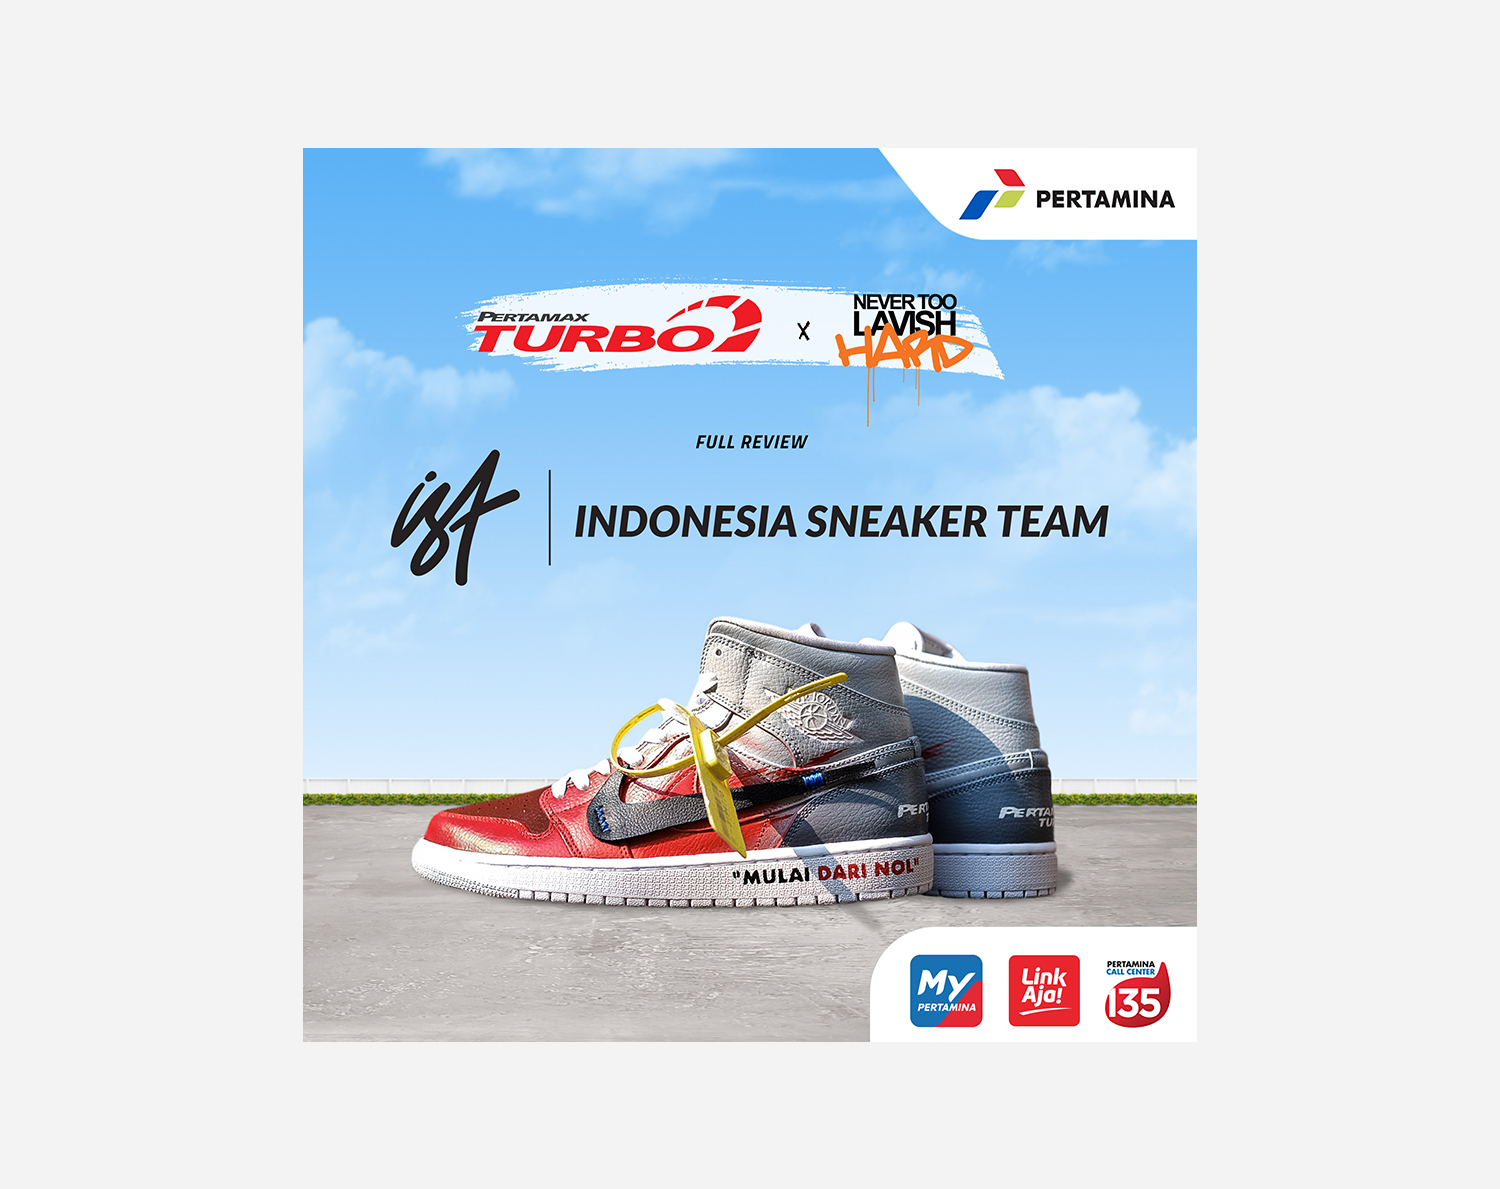 PERTAMINA
PERTAMAX
TURBO
x
NEVER TOO
LAVISH
HARD
FULL REVIEW
ist
INDONESIA SNEAKER TEAM
"MULAI DARI NOL"
My
PERTAMINA
Link
Aja!
PERTAMINA
CALL CENTER
135